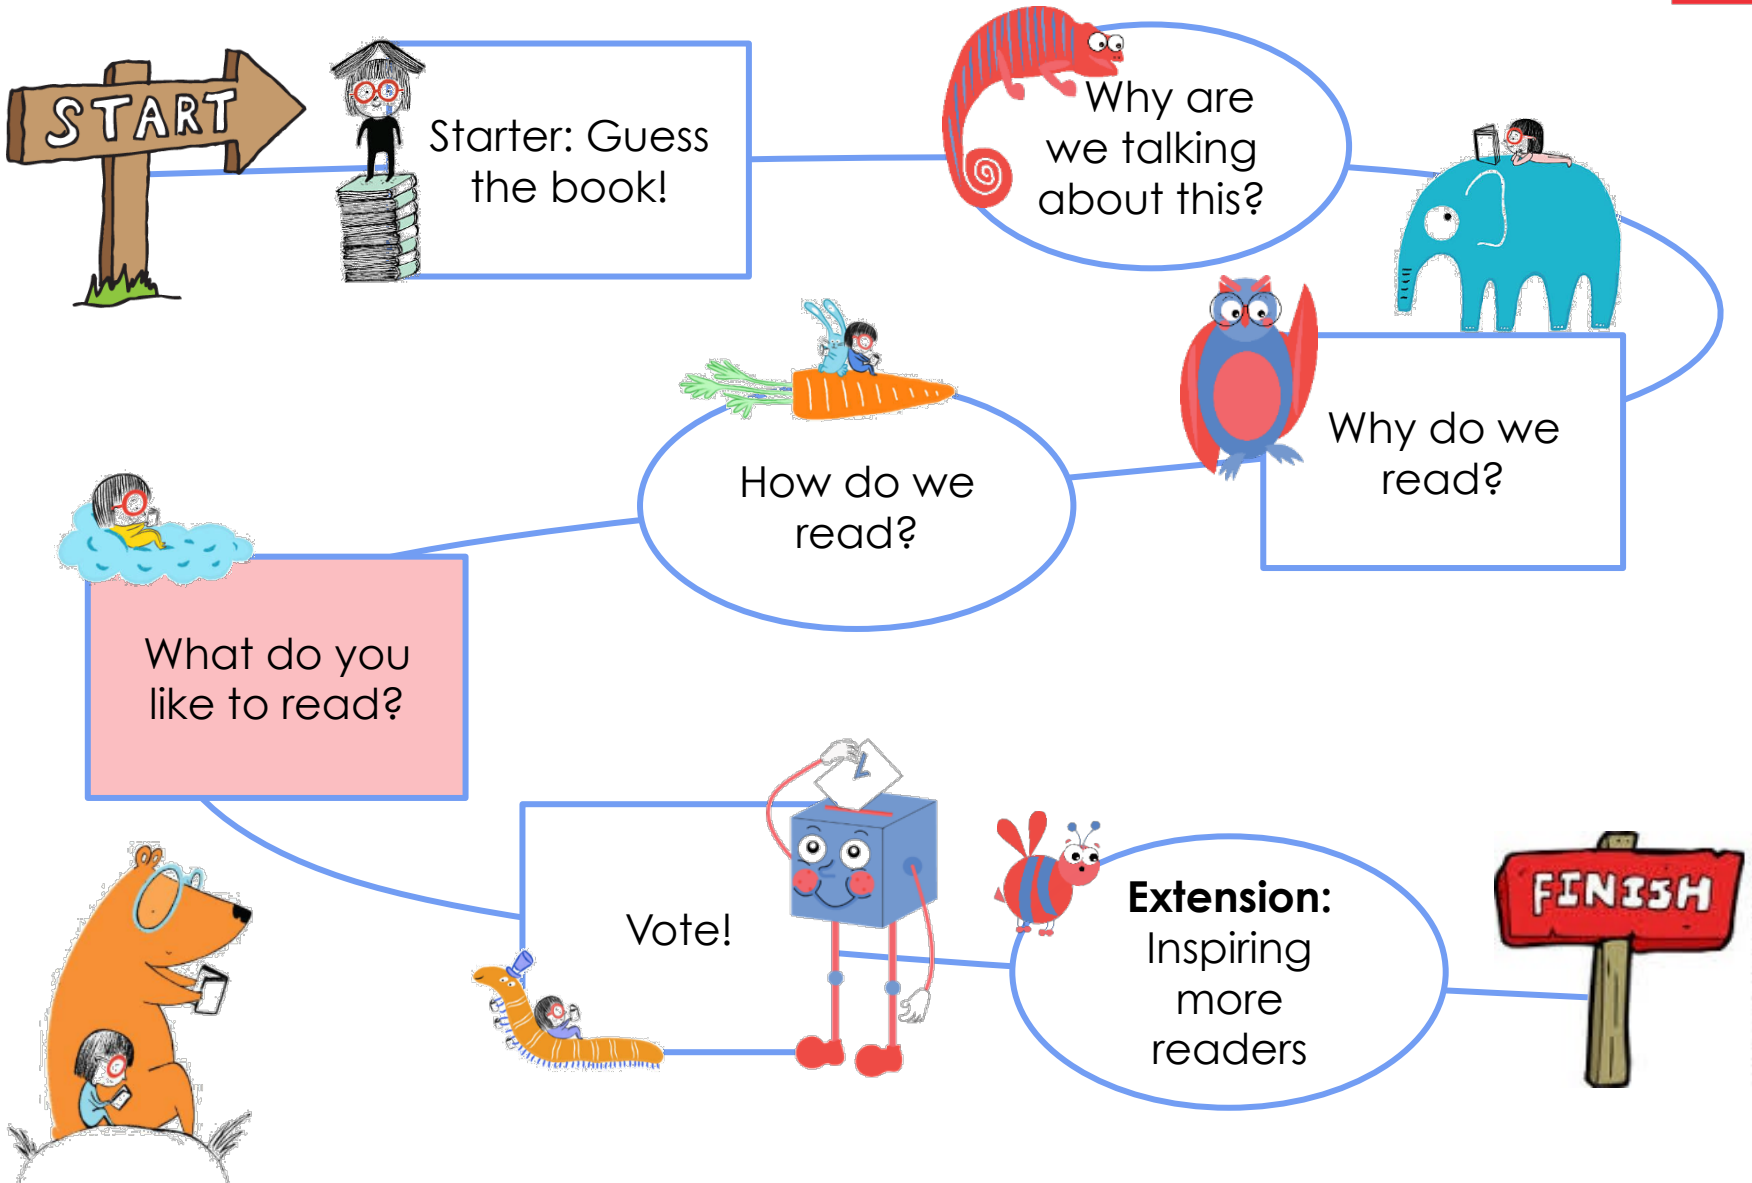 START
Starter: Guess
the book!
Why are
we talking
about this?
Why do we
read?
How do we
read?
What do you
like to read?
Vote!
Extension:
Inspiring
more
readers
FINISH